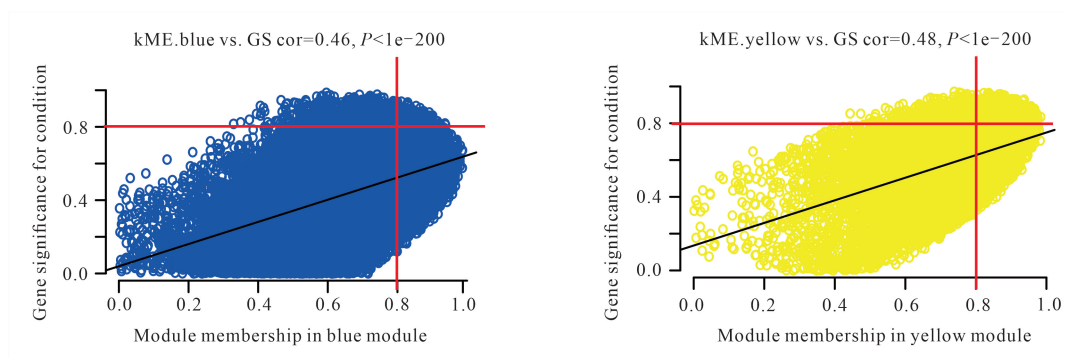 kME.blue vs. GS cor=0.46, P<1e−200
Gene significance for condition
0.8
0.4
0.0
0.0 0.2 0.4 0.6 0.8 1.0
Module membership in blue module
kME.yellow vs. GS cor=0.48, P<1e−200
Gene significance for condition
0.8
0.4
0.0
0.0 0.2 0.4 0.6 0.8 1.0
Module membership in yellow module